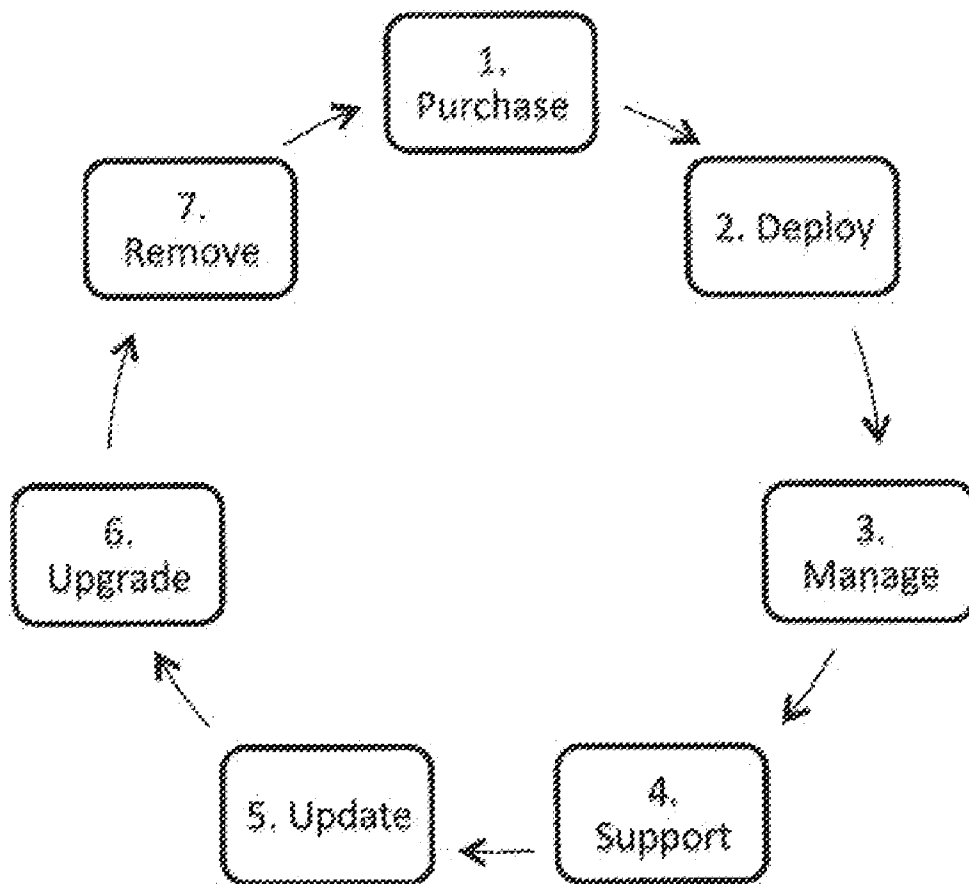 1.
Purchase
2. Deploy
3.
Manage
4.
Support
5. Update
6.
Upgrade
7.
Remove